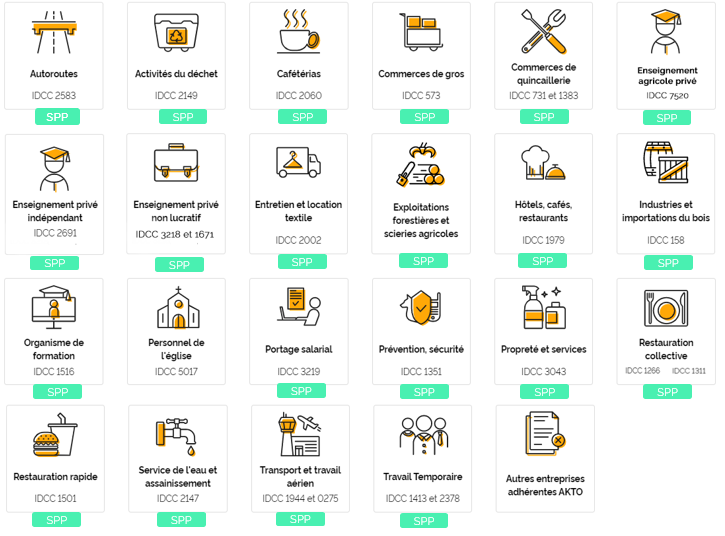 Autoroutes
IDCC 2583
SPP
Activités du déchet
IDCC 2149
SPP
Cafétérias
IDCC 2060
SPP
Commerces de gros
IDCC 573
SPP
Commerces de
quincaillerie
IDCC 731 et 1383
SPP
Enseignement
agricole privé
IDCC 7520
SPP
Enseignement privé
indépendant
IDCC 2691
SPP
Enseignement privé
non lucratif
IDCC 3218 et 1671
SPP
Entretien et location
textile
IDCC 2002
SPP
Exploitations
forestières et
scieries agricoles
SPP
Hôtels, cafés,
restaurants
IDCC 1979
SPP
Industries et
importations du bois
IDCC 158
SPP
Organisme de
formation
IDCC 1516
SPP
Personnel de
l'église
IDCC 5017
Portage salarial
IDCC 3219
SPP
Prévention, sécurité
IDCC 1351
SPP
Propreté et services
IDCC 3043
SPP
Restauration
collective
IDCC 1266 IDCC 1311
SPP
Restauration rapide
IDCC 1501
SPP
Service de l'eau et
assainissement
IDCC 2147
SPP
Transport et travail
aérien
IDCC 1944 et 0275
SPP
Travail Temporaire
IDCC 1413 et 2378
SPP
Autres entreprises
adhérentes AKTO